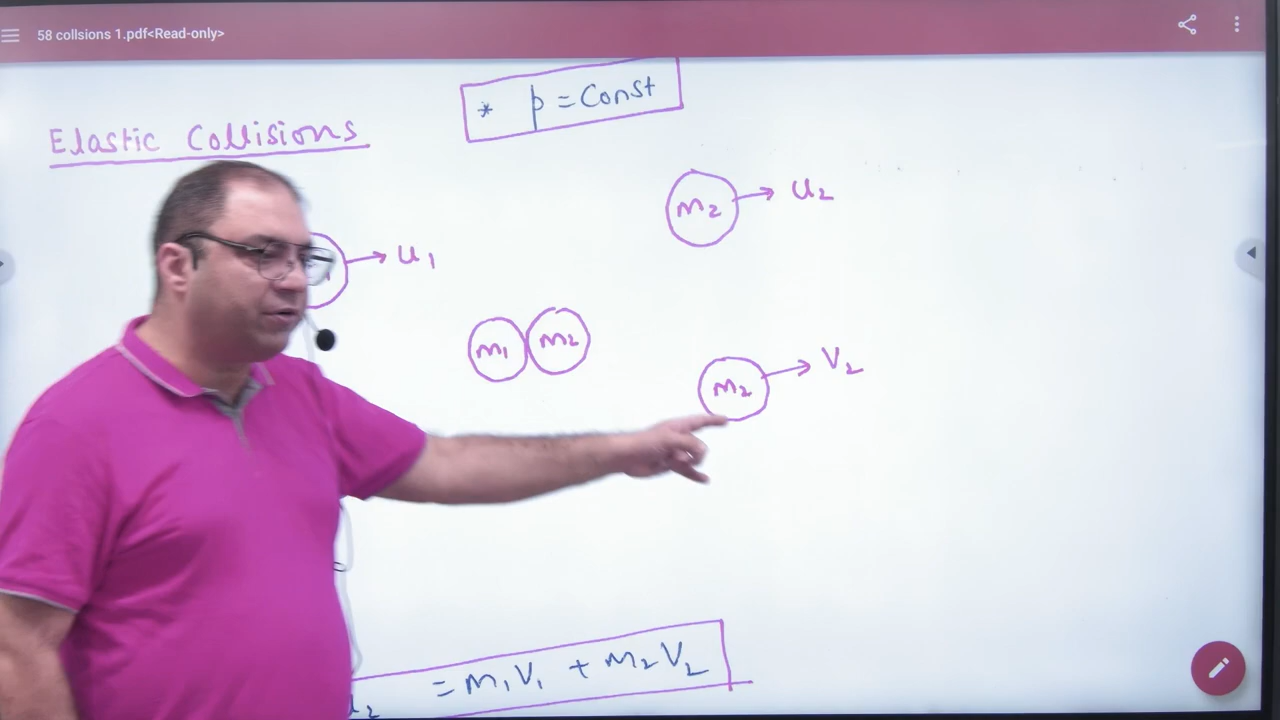 58 collsions 1.pdf<Read-only>
* p = Const
Elastic Collisions
m2 → u2
→ u1
m1 m2
m2 → V2
= m1V1 + m2V2